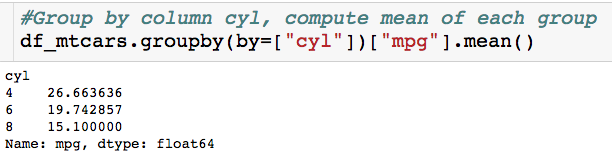 #Group by column cyl, compute mean of each group
df_mtcars.groupby(by=["cyl"])["mpg"].mean()
cyl
4    26.663636
6    19.742857
8    15.100000
Name: mpg, dtype: float64